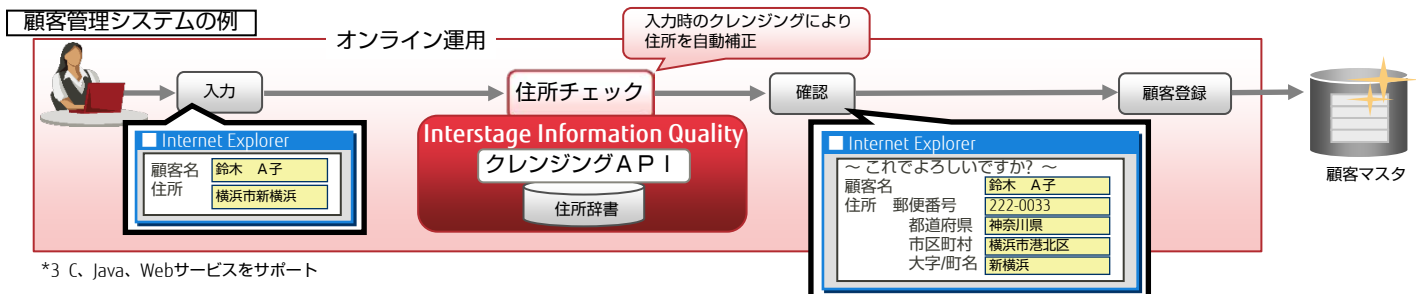 顧客管理システムの例
オンライン運用
入力時のクレンジングにより
住所を自動補正
入力
住所チェック
確認
顧客登録
顧客マスタ
Interstage Information Quality
クレンジングＡＰＩ
住所辞書
■ Internet Explorer
顧客名 鈴木　A子
住所 横浜市新横浜
■ Internet Explorer
～ これでよろしいですか? ～
顧客名 鈴木　A子
住所 郵便番号 222-0033
都道府県 神奈川県
市区町村 横浜市港北区
大字/町名 新横浜
*3 C、Java、Webサービスをサポート